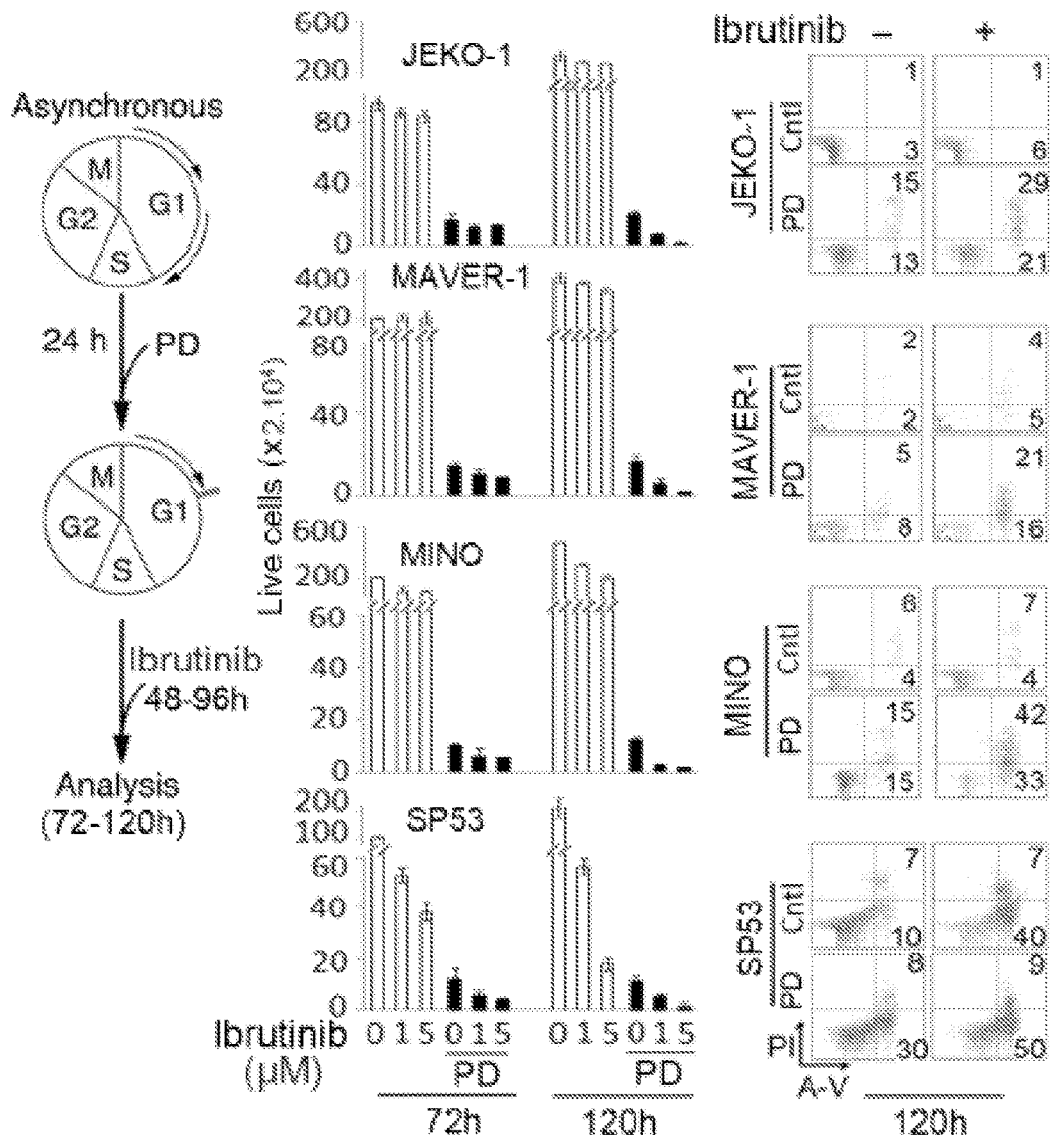 Asynchronous
M
G2
G1
S
24 h
PD
M
G2
G1
S
Ibrutinib
48-96h
Analysis
(72-120h)
Live cells (x2.10⁴)
JEKO-1
600
200
80
40
0
MAVER-1
400
200
80
40
0
MINO
600
200
60
40
20
0
SP53
200
100
60
40
20
0
Ibrutinib
(µM)
0 1 5 0 1 5 0 1 5 0 1 5
PD PD
72h 120h
Ibrutinib − +
JEKO-1
Cntl
1 1
3 6
PD
15 29
13 21
MAVER-1
Cntl
2 4
2 5
PD
5 21
8 16
MINO
Cntl
6 7
4 4
PD
15 42
15 33
SP53
Cntl
7 7
10 40
PD
9
30 50
PI
A-V
120h